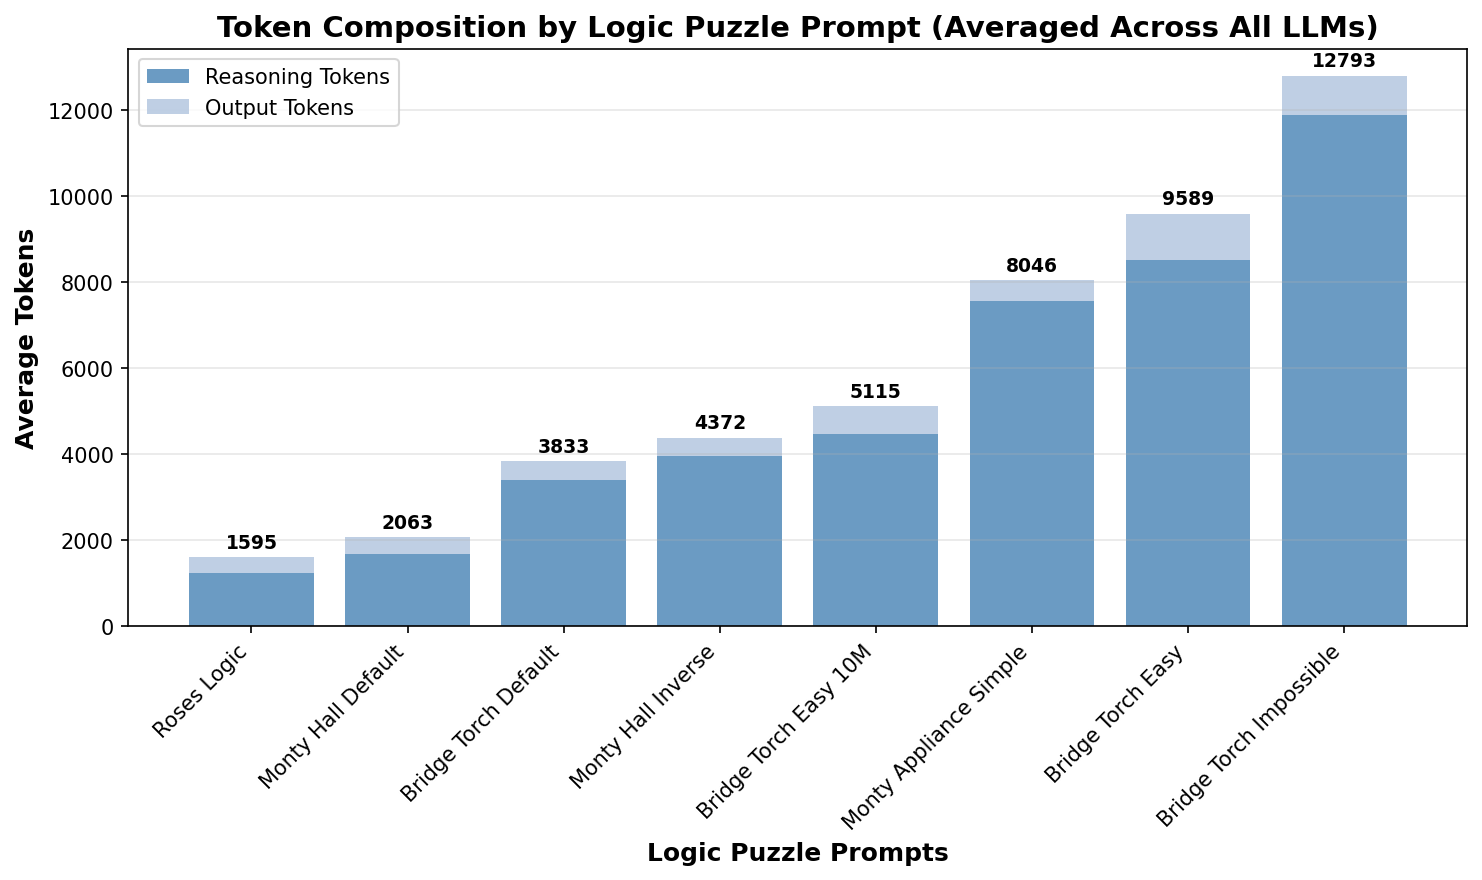 Token Composition by Logic Puzzle Prompt (Averaged Across All LLMs)
Reasoning Tokens
Output Tokens
Average Tokens
12000
10000
8000
6000
4000
2000
0
1595
2063
3833
4372
5115
8046
9589
12793
Roses Logic
Monty Hall Default
Bridge Torch Default
Monty Hall Inverse
Bridge Torch Easy 10M
Monty Appliance Simple
Bridge Torch Easy
Bridge Torch Impossible
Logic Puzzle Prompts